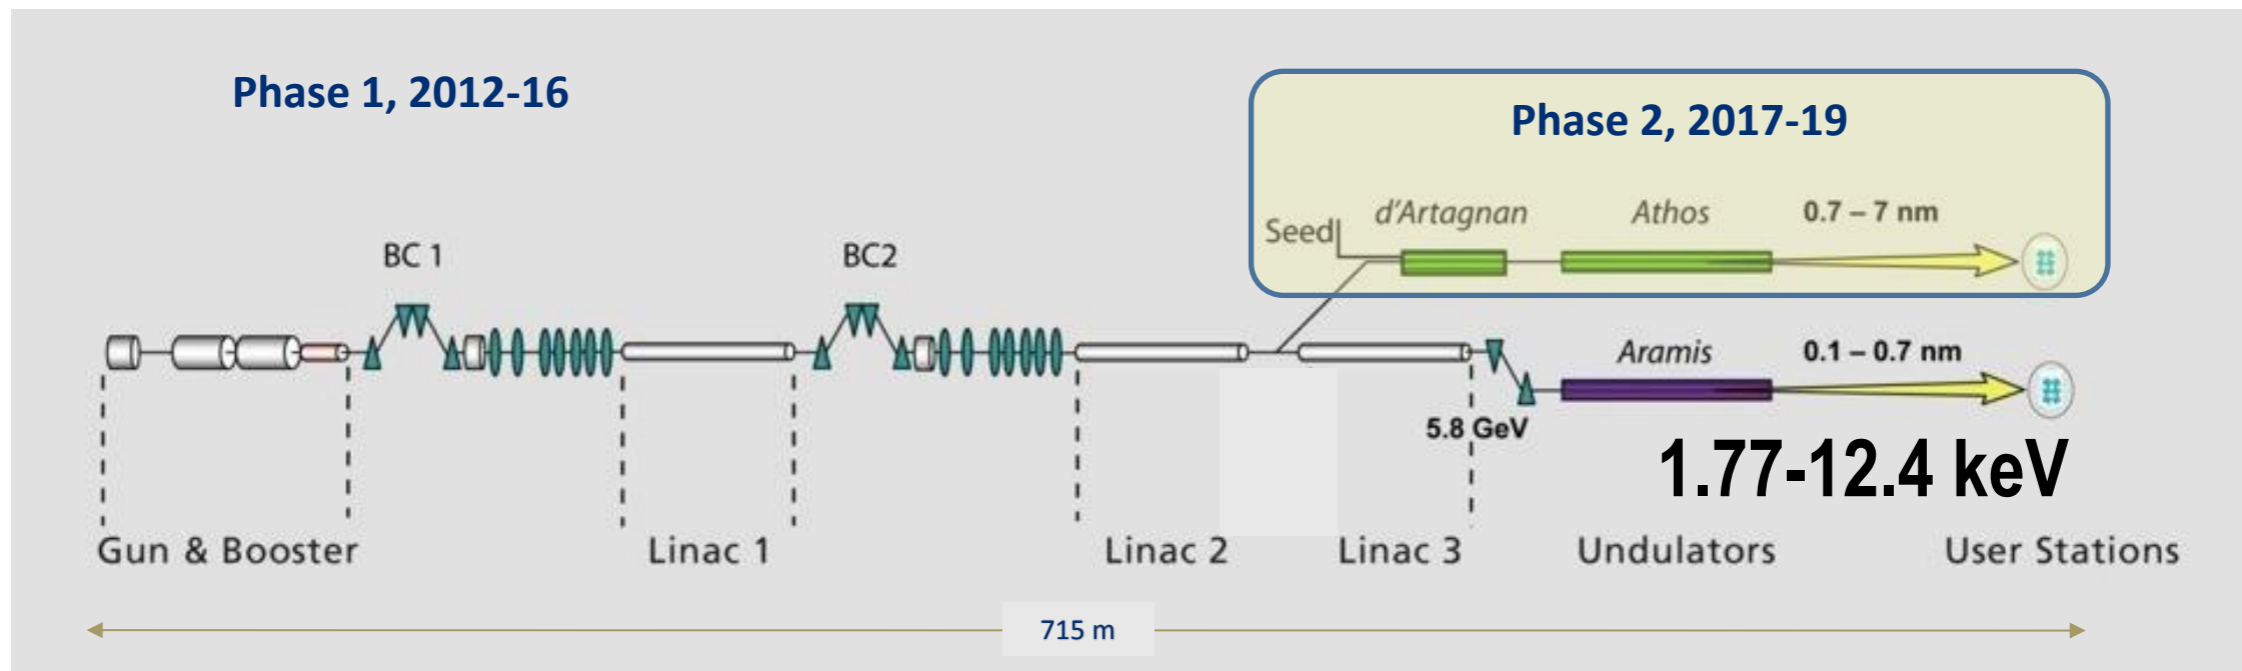 Phase 1, 2012-16
Phase 2, 2017-19
d'Artagnan Athos 0.7 – 7 nm
Seed
BC 1 BC2
Aramis 0.1 – 0.7 nm
5.8 GeV
1.77-12.4 keV
Gun & Booster Linac 1 Linac 2 Linac 3 Undulators User Stations
715 m